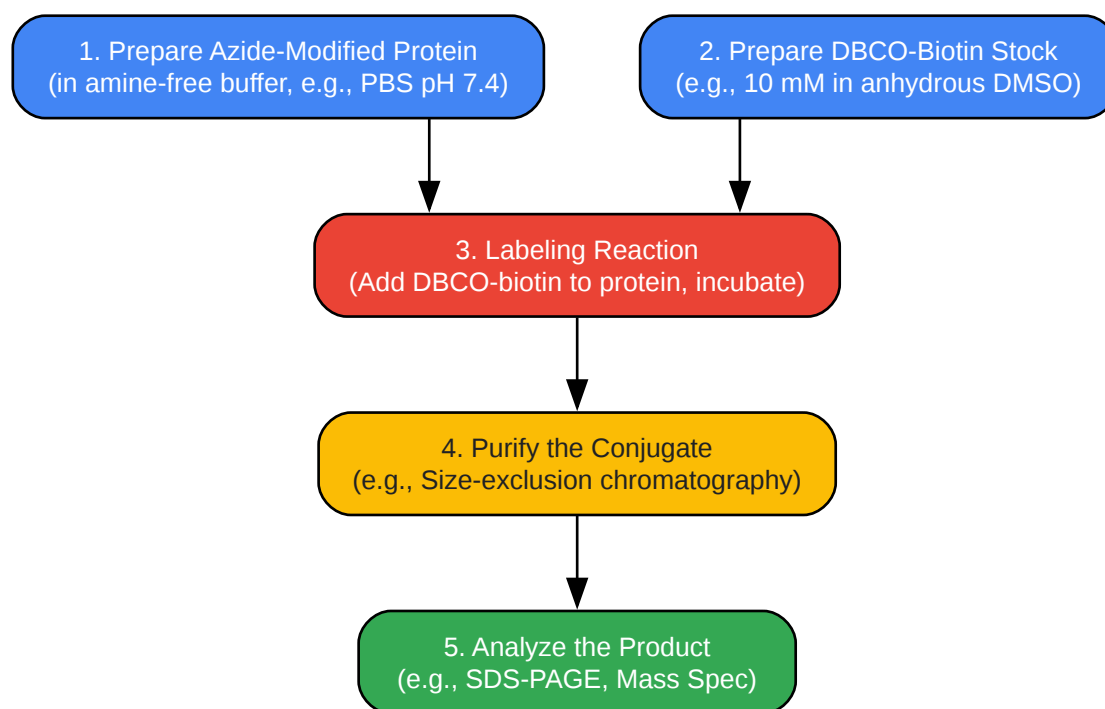 1. Prepare Azide-Modified Protein
(in amine-free buffer, e.g., PBS pH 7.4)
2. Prepare DBCO-Biotin Stock
(e.g., 10 mM in anhydrous DMSO)
3. Labeling Reaction
(Add DBCO-biotin to protein, incubate)
4. Purify the Conjugate
(e.g., Size-exclusion chromatography)
5. Analyze the Product
(e.g., SDS-PAGE, Mass Spec)